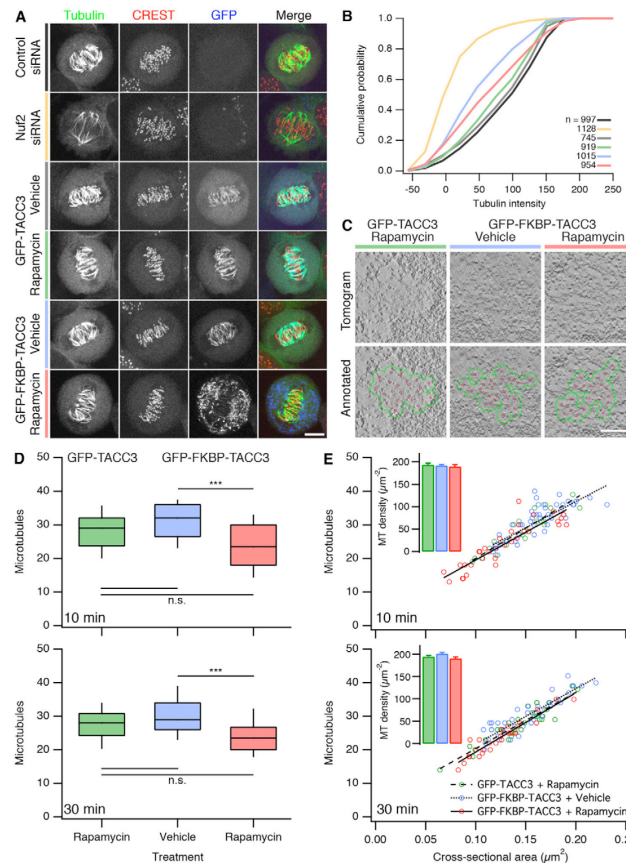 A
Tubulin CREST GFP Merge
Control
siRNA
Nuf2
siRNA
GFP-TACC3
Vehicle
GFP-TACC3
Rapamycin
GFP-FKBP-TACC3
Vehicle
GFP-FKBP-TACC3
Rapamycin
B
Cumulative probability
1.0
0.8
0.6
0.4
0.2
0.0
n = 997
1128
745
919
1015
954
-50 0 50 100 150 200 250
Tubulin intensity
C
GFP-TACC3 GFP-FKBP-TACC3
Rapamycin Vehicle Rapamycin
Tomogram
Annotated
D
GFP-TACC3 GFP-FKBP-TACC3
Microtubules
50
40
30
20
10
0
***
n.s.
10 min
Microtubules
50
40
30
20
10
0
***
n.s.
30 min
Rapamycin Vehicle Rapamycin
Treatment
E
Microtubules
50
40
30
20
10
0
MT density (µm-2)
200
150
100
50
0
10 min
Microtubules
50
40
30
20
10
0
MT density (µm-2)
200
150
100
50
0
GFP-TACC3 + Rapamycin
GFP-FKBP-TACC3 + Vehicle
GFP-FKBP-TACC3 + Rapamycin
30 min
0.00 0.05 0.10 0.15 0.20 0.25
Cross-sectional area (µm2)